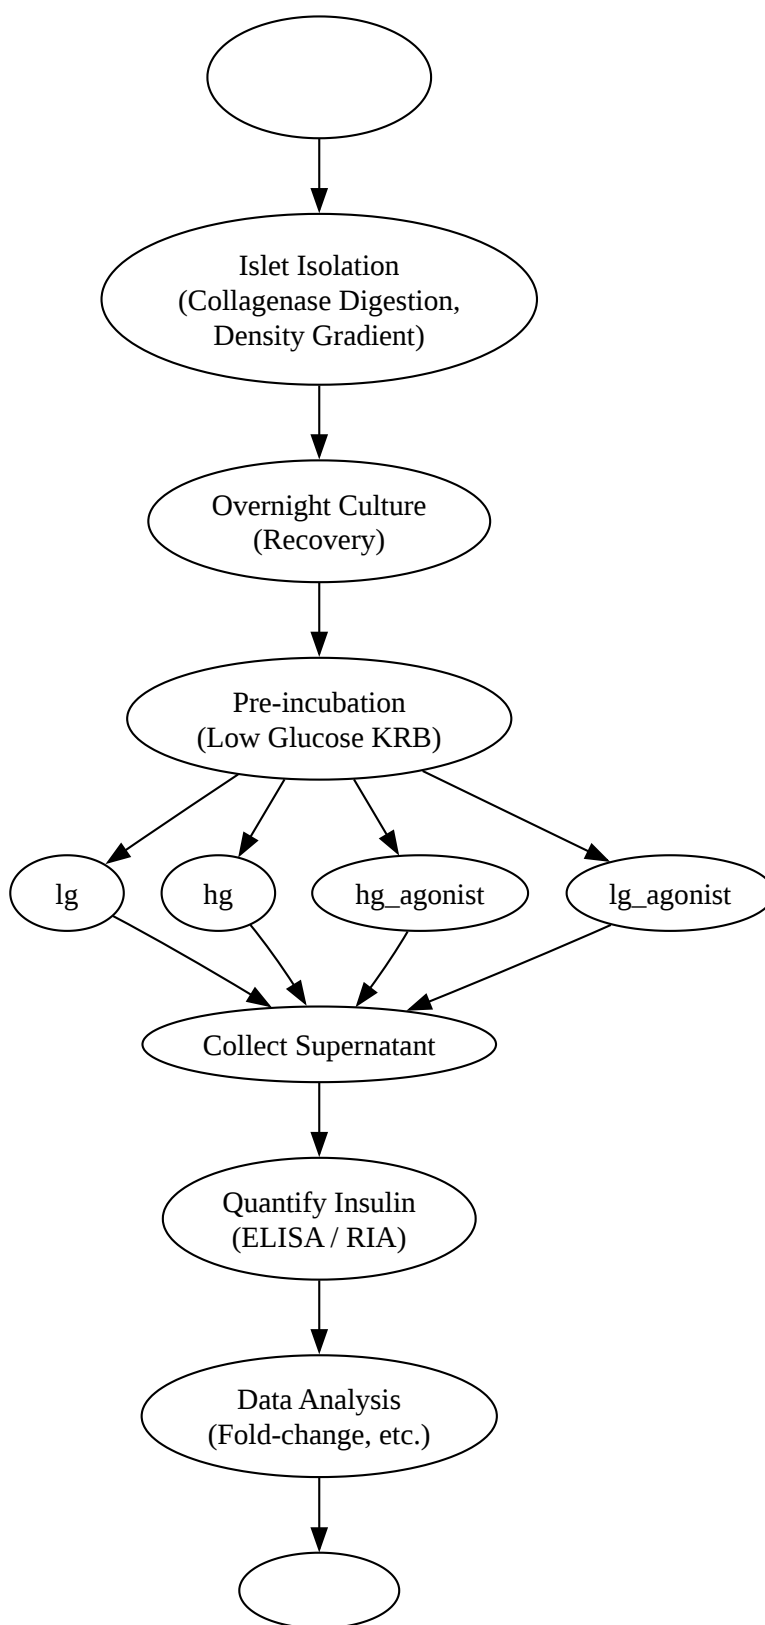 Islet Isolation
(Collagenase Digestion,
Density Gradient)
Overnight Culture
(Recovery)
Pre-incubation
(Low Glucose KRB)
lg
hg
hg_agonist
lg_agonist
Collect Supernatant
Quantify Insulin
(ELISA / RIA)
Data Analysis
(Fold-change, etc.)